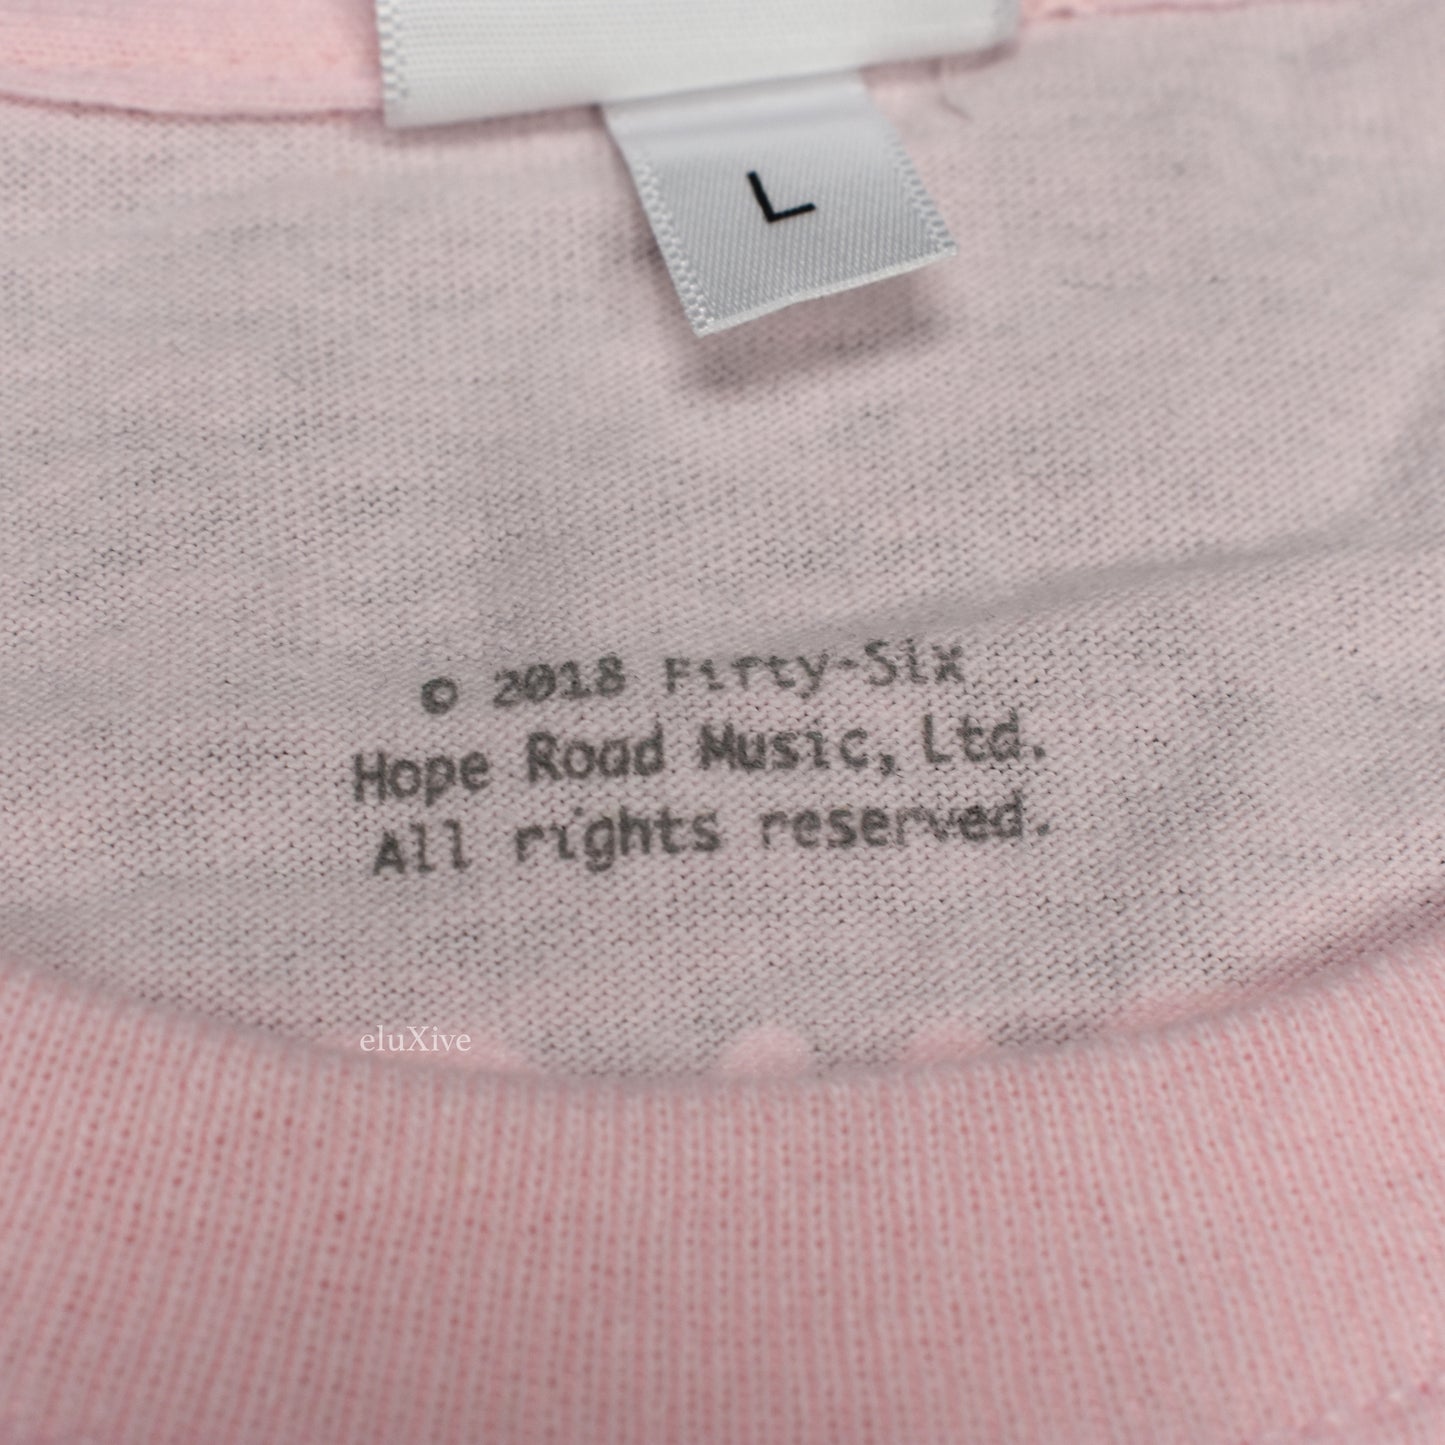 L
© 2018 Fifty-Six
Hope Road Music, Ltd.
All rights reserved.
eluXive